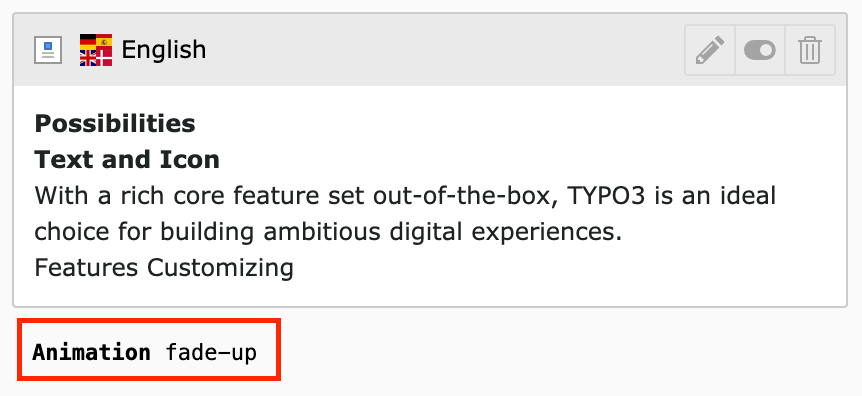 English
Possibilities
Text and Icon
With a rich core feature set out-of-the-box, TYPO3 is an ideal
choice for building ambitious digital experiences.
Features Customizing
Animation fade-up